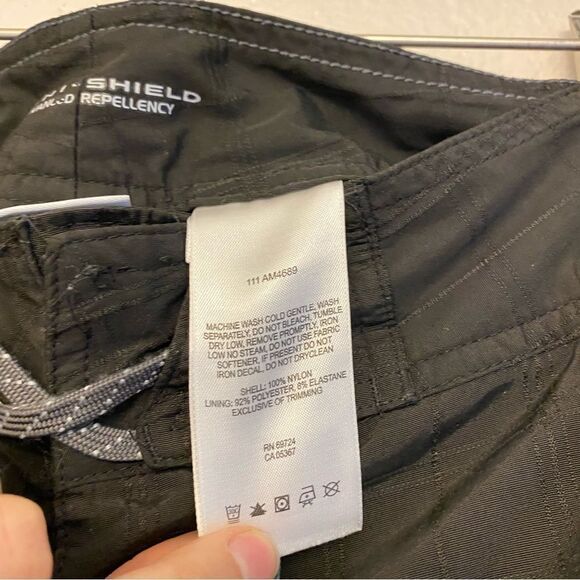 SHIELD
REPELLENCY
111 AM4689
MACHINE WASH COLD GENTLE, WASH
SEPARATELY, DO NOT BLEACH, TUMBLE
DRY LOW, REMOVE PROMPTLY, IRON
LOW NO STEAM, DO NOT USE FABRIC
SOFTENER, IF PRESENT DO NOT
IRON DECAL, DO NOT DRYCLEAN
SHELL: 100% NYLON
LINING: 92% POLYESTER, 8% ELASTANE
EXCLUSIVE OF TRIMMING
RN 69724
CA 05367